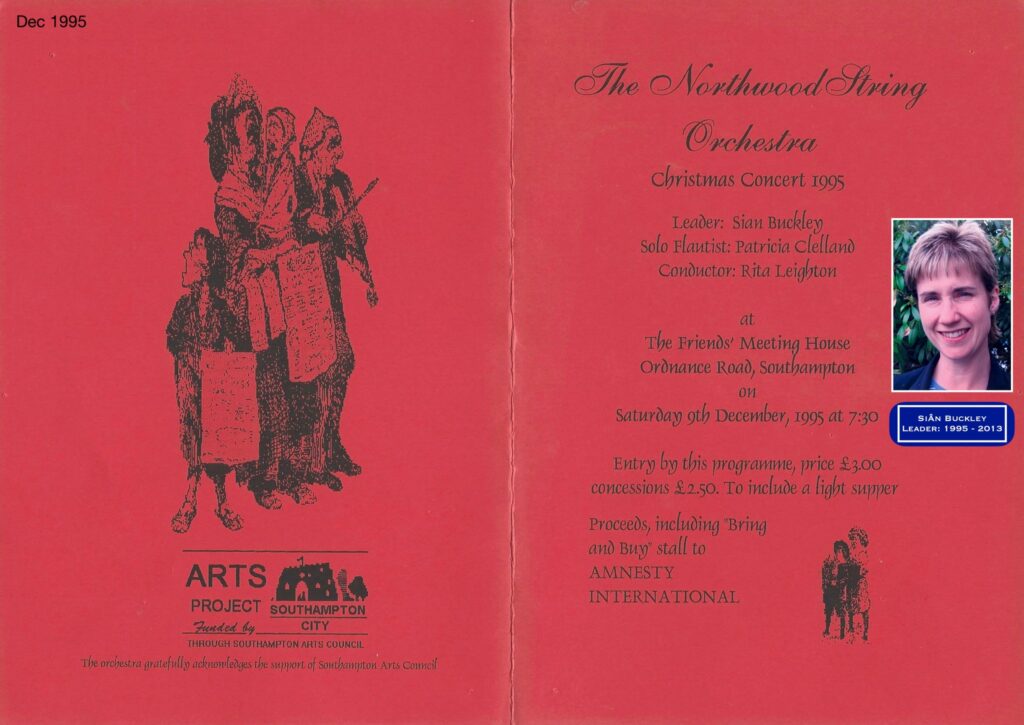 Dec 1995
ARTS
PROJECT
Funded by
SOUTHAMPTON
CITY
THROUGH SOUTHAMPTON ARTS COUNCIL
The orchestra gratefully acknowledges the support of Southampton Arts Council
The Northwood String
Orchestra
Christmas Concert 1995
Leader: Sian Buckley
Solo Flautist: Patricia Clelland
Conductor: Rita Leighton
at
The Friends' Meeting House
Ordnance Road, Southampton
on
Saturday 9th December, 1995 at 7:30
Entry by this programme, price £3.00
concessions £2.50. To include a light supper
Proceeds, including "Bring
and Buy" stall to
AMNESTY
INTERNATIONAL
Siân Buckley
Leader: 1995 - 2013